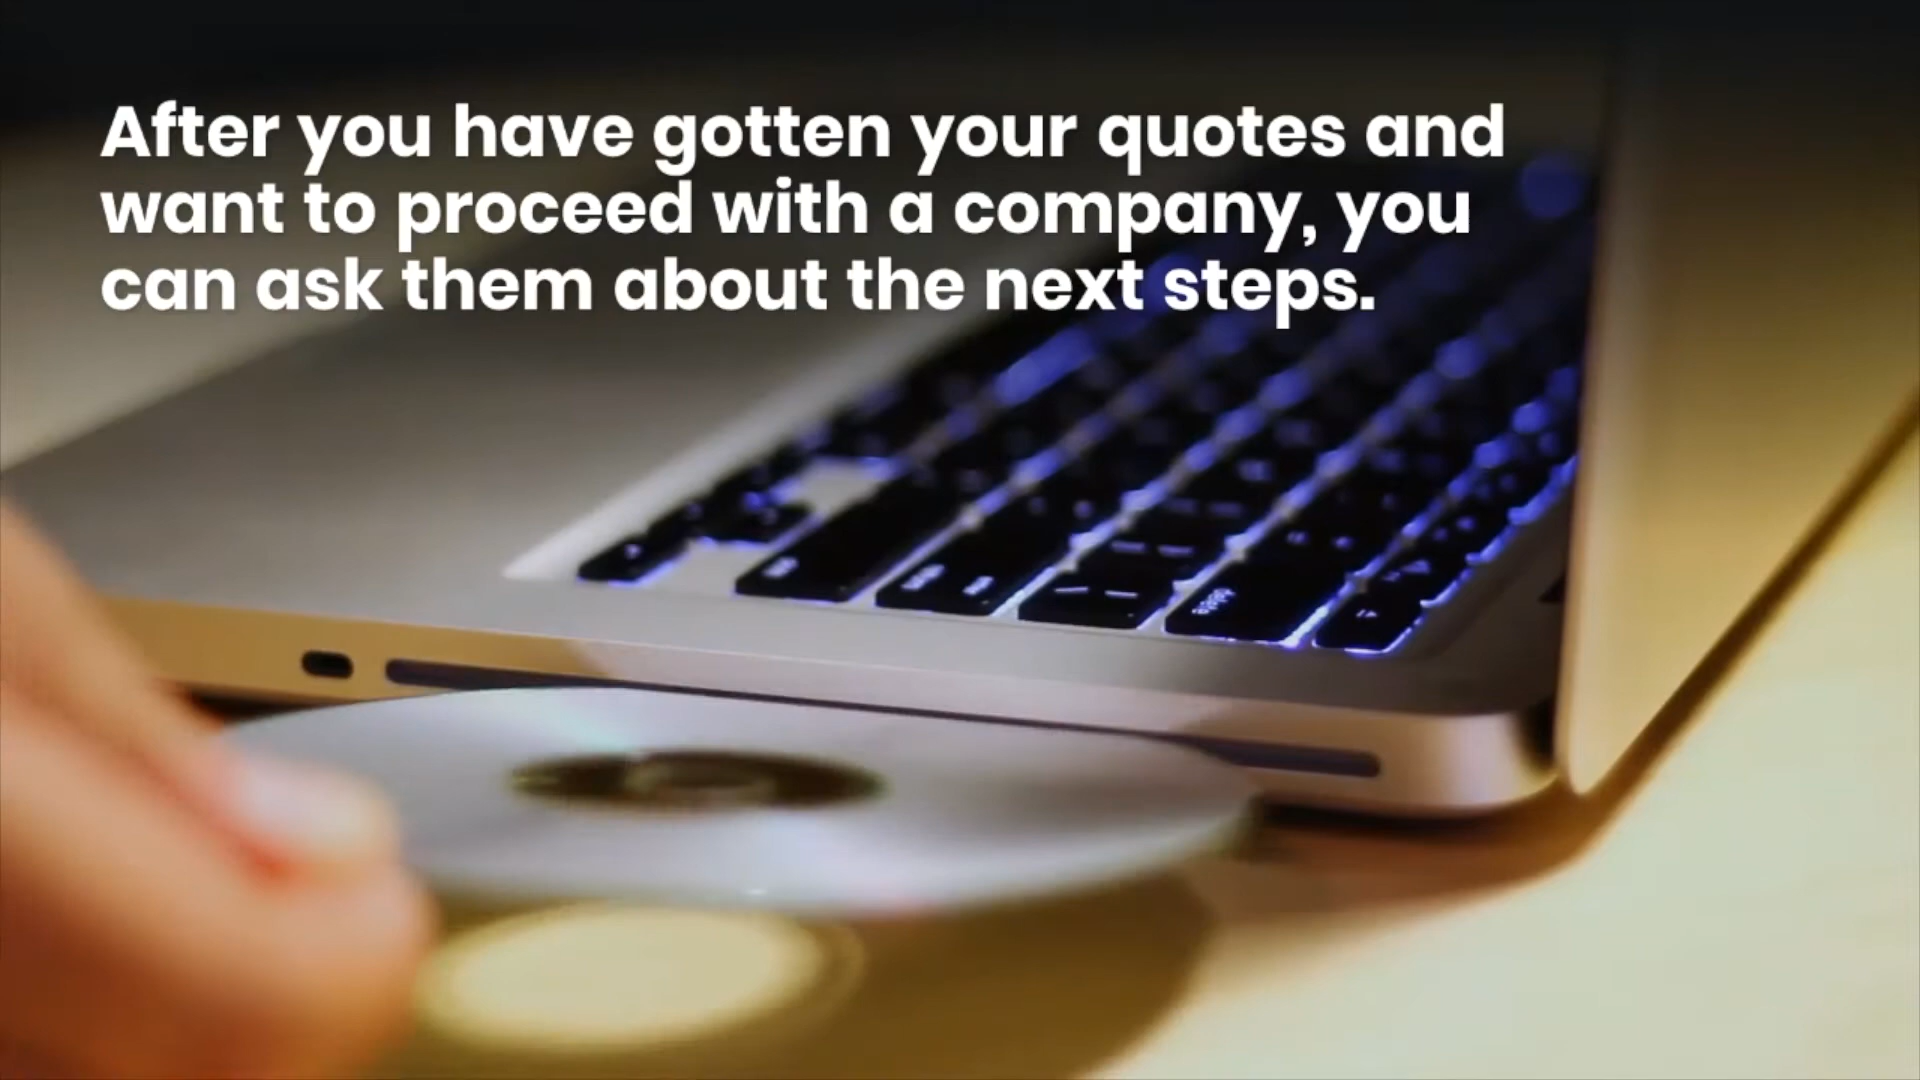 After you have gotten your quotes and
want to proceed with a company, you
can ask them about the next steps.
delete